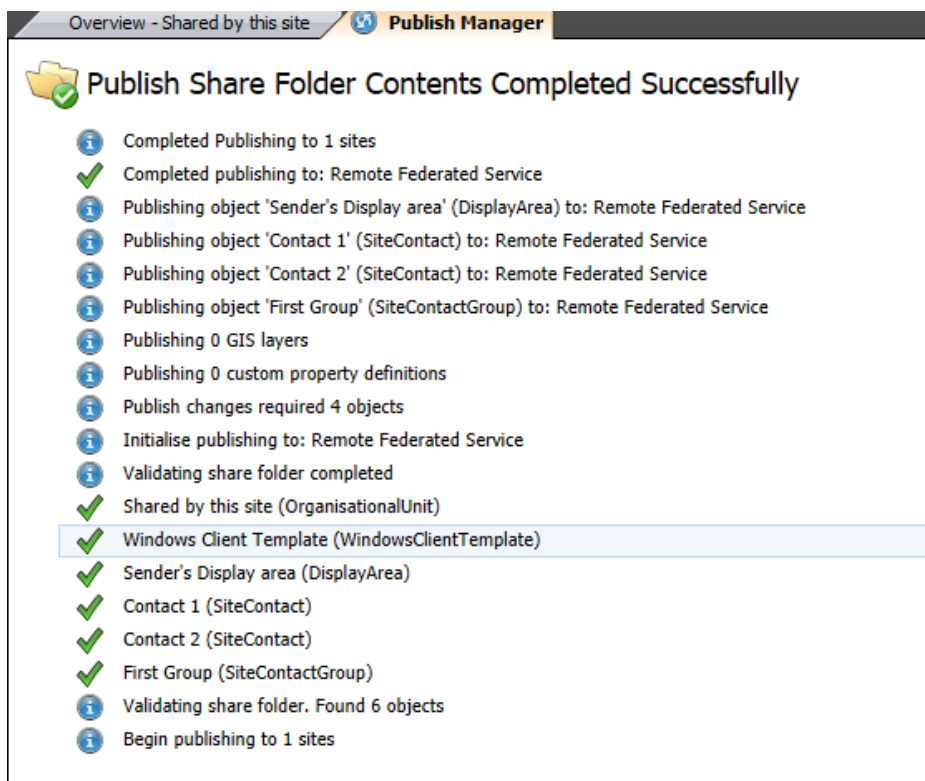 Overview - Shared by this site
Publish Manager
Publish Share Folder Contents Completed Successfully
Completed Publishing to 1 sites
Completed publishing to: Remote Federated Service
Publishing object 'Sender's Display area' (DisplayArea) to: Remote Federated Service
Publishing object 'Contact 1' (SiteContact) to: Remote Federated Service
Publishing object 'Contact 2' (SiteContact) to: Remote Federated Service
Publishing object 'First Group' (SiteContactGroup) to: Remote Federated Service
Publishing 0 GIS layers
Publishing 0 custom property definitions
Publish changes required 4 objects
Initialise publishing to: Remote Federated Service
Validating share folder completed
Shared by this site (OrganisationalUnit)
Windows Client Template (WindowsClientTemplate)
Sender's Display area (DisplayArea)
Contact 1 (SiteContact)
Contact 2 (SiteContact)
First Group (SiteContactGroup)
Validating share folder. Found 6 objects
Begin publishing to 1 sites